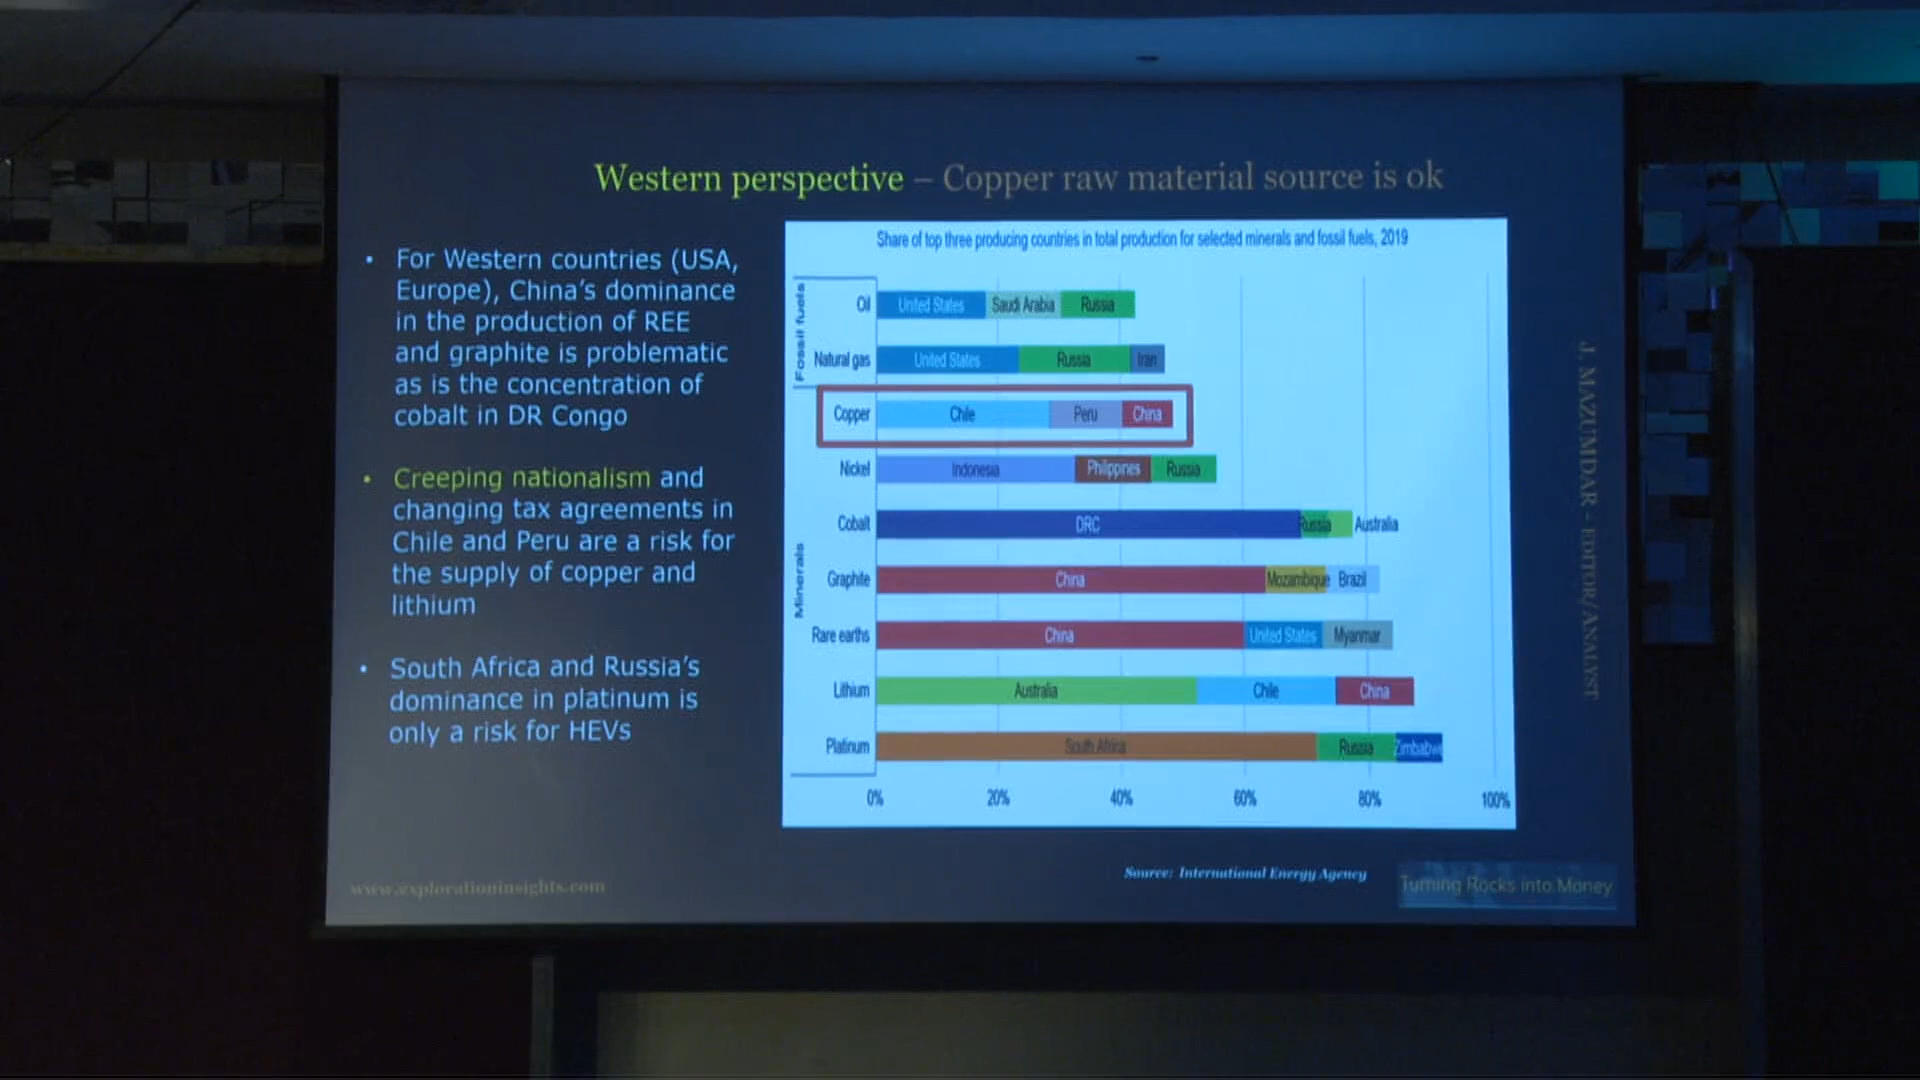 Western perspective – Copper raw material source is ok
• For Western countries (USA,
Europe), China's dominance
in the production of REE
and graphite is problematic
as is the concentration of
cobalt in DR Congo
• Creeping nationalism and
changing tax agreements in
Chile and Peru are a risk for
the supply of copper and
lithium
• South Africa and Russia's
dominance in platinum is
only a risk for HEVs
Share of top three producing countries in total production for selected minerals and fossil fuels, 2019
Fossil fuels
Oil United States Saudi Arabia Russia
Natural gas United States Russia Iran
Minerals
Copper Chile Peru China
Nickel Indonesia Philippines Russia
Cobalt DRC Russia Australia
Graphite China Mozambique Brazil
Rare earths China United States Myanmar
Lithium Australia Chile China
Platinum South Africa Russia Zimbabwe
0% 20% 40% 60% 80% 100%
J. MAZUMDAR - EDITOR/ANALYST
www.explorationinsights.com
Source: International Energy Agency
Turning Rocks into Money